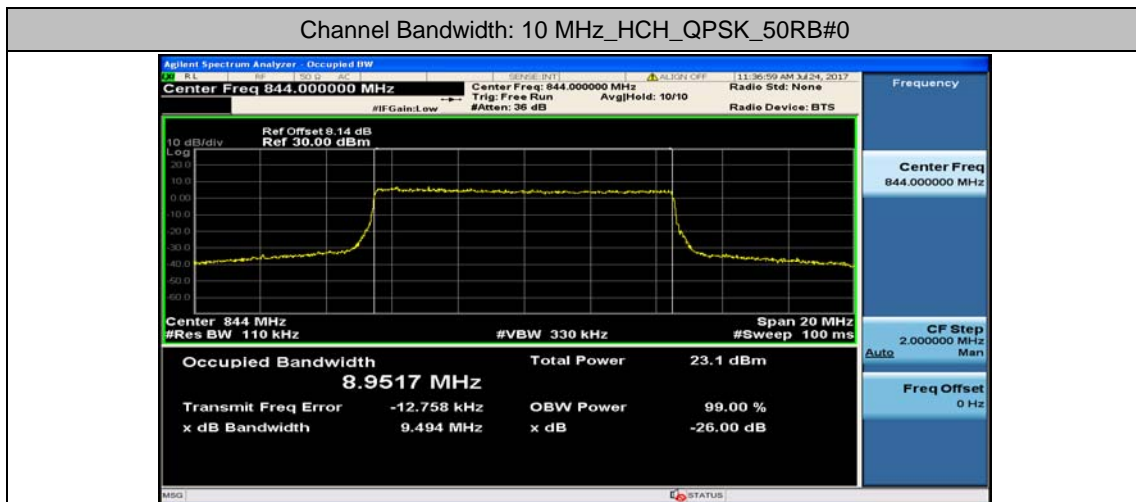 Channel Bandwidth: 10 MHz_HCH_QPSK_50RB#0
Agilent Spectrum Analyzer - Occupied BW
RL RF 50 Ω AC SENSE:INT ALIGN OFF 11:36:59 AM Jul 24, 2017
Center Freq 844.000000 MHz Center Freq: 844.000000 MHz Radio Std: None
Trig: Free Run Avg|Hold: 10/10
#IFGain:Low #Atten: 36 dB Radio Device: BTS
Ref Offset 8.14 dB
10 dB/div Ref 30.00 dBm
Log
20.0
10.0
0.00
-10.0
-20.0
-30.0
-40.0
-50.0
-60.0
Center 844 MHz Span 20 MHz
#Res BW 110 kHz #VBW 330 kHz #Sweep 100 ms
Occupied Bandwidth Total Power 23.1 dBm
8.9517 MHz
Transmit Freq Error -12.758 kHz OBW Power 99.00 %
x dB Bandwidth 9.494 MHz x dB -26.00 dB
MSG STATUS
Frequency
Center Freq
844.000000 MHz
CF Step
2.000000 MHz
Auto Man
Freq Offset
0 Hz